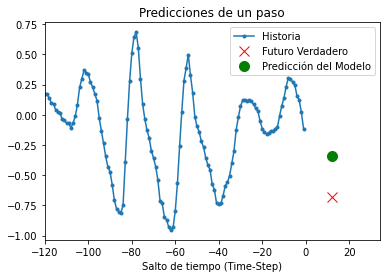 Predicciones de un paso
Historia
Futuro Verdadero
Predicción del Modelo
0.75
0.50
0.25
0.00
−0.25
−0.50
−0.75
−1.00
−120 −100 −80 −60 −40 −20 0 20
Salto de tiempo (Time-Step)